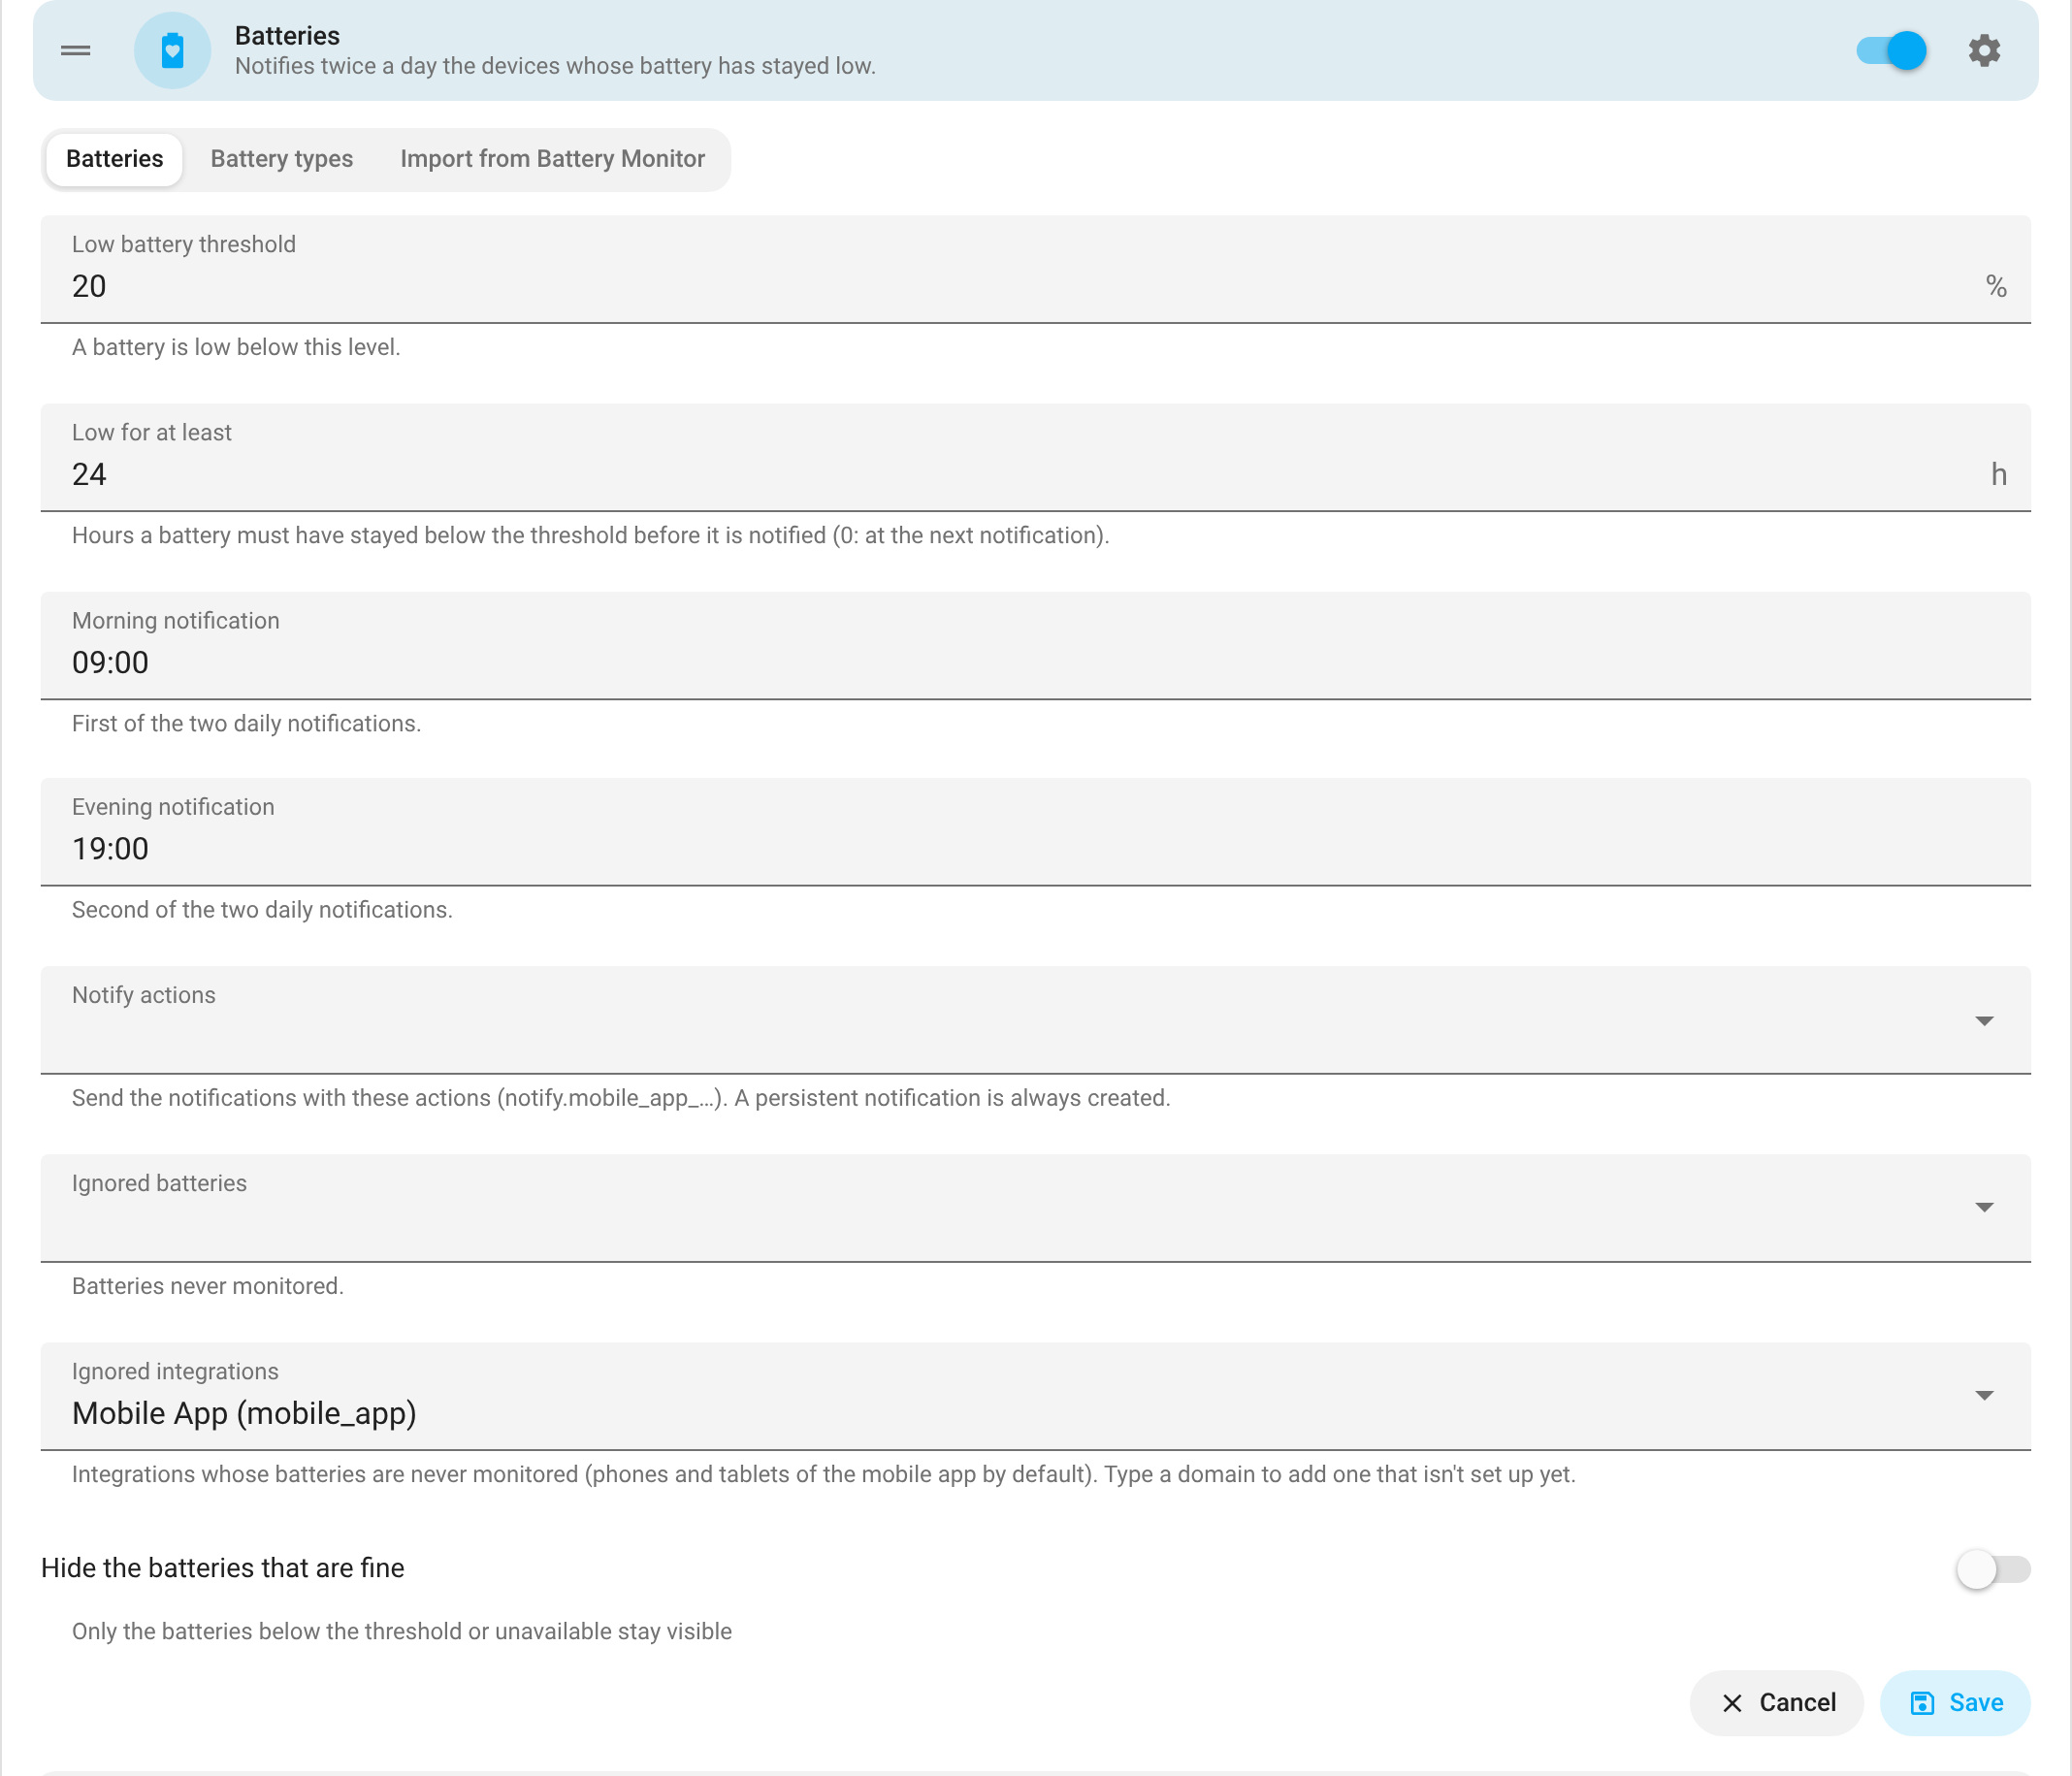 Batteries
Notifies twice a day the devices whose battery has stayed low.
Batteries Battery types Import from Battery Monitor
Low battery threshold
20 %
A battery is low below this level.
Low for at least
24 h
Hours a battery must have stayed below the threshold before it is notified (0: at the next notification).
Morning notification
09:00
First of the two daily notifications.
Evening notification
19:00
Second of the two daily notifications.
Notify actions
Send the notifications with these actions (notify.mobile_app_…). A persistent notification is always created.
Ignored batteries
Batteries never monitored.
Ignored integrations
Mobile App (mobile_app)
Integrations whose batteries are never monitored (phones and tablets of the mobile app by default). Type a domain to add one that isn't set up yet.
Hide the batteries that are fine
Only the batteries below the threshold or unavailable stay visible
Cancel Save